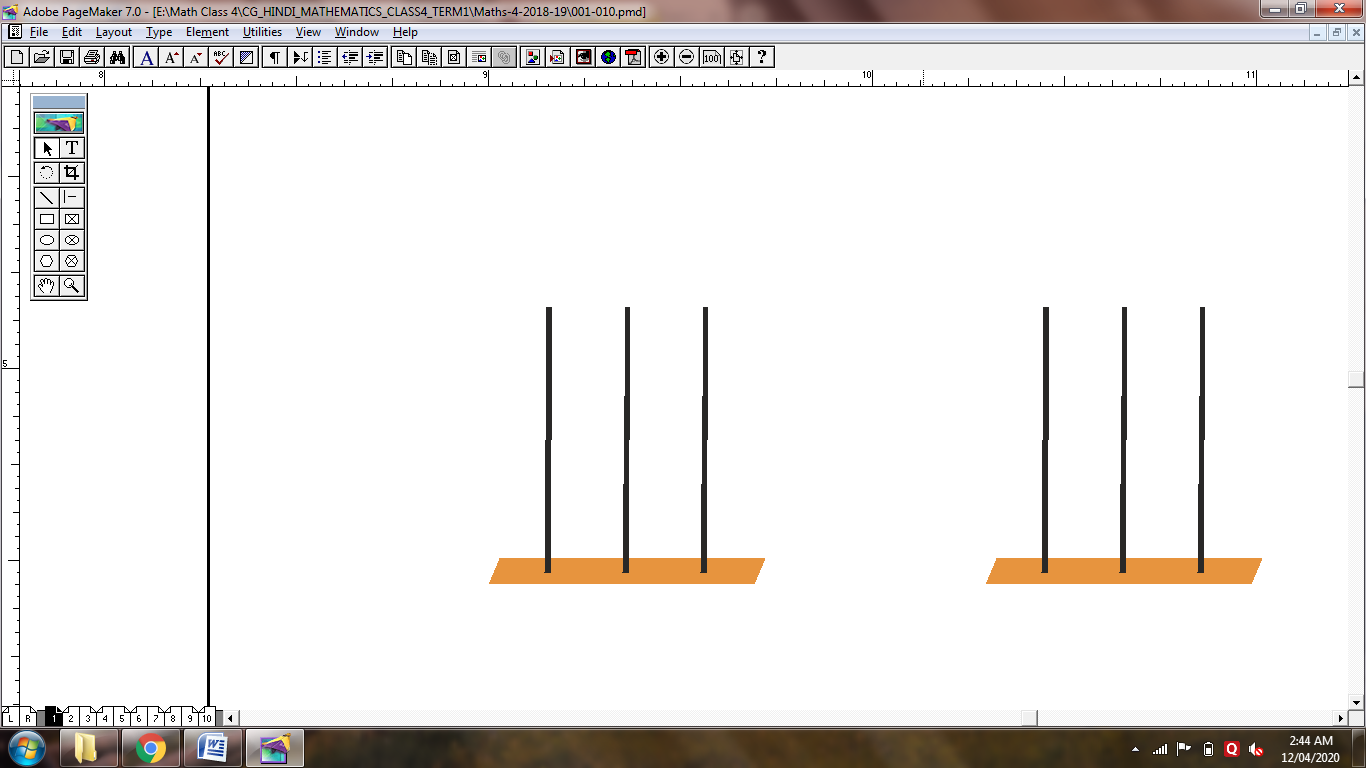 Adobe PageMaker 7.0 - [E:\Math Class 4\CG_HINDI_MATHEMATICS_CLASS4_TERM1\Maths-4-2018-19\001-010.pmd]
File Edit Layout Type Element Utilities View Window Help
A A A ABC ¶ 100 ?
8 9 10 11
T
5
L R 1 2 3 4 5 6 7 8 9 10
W Q 2:44 AM
12/04/2020